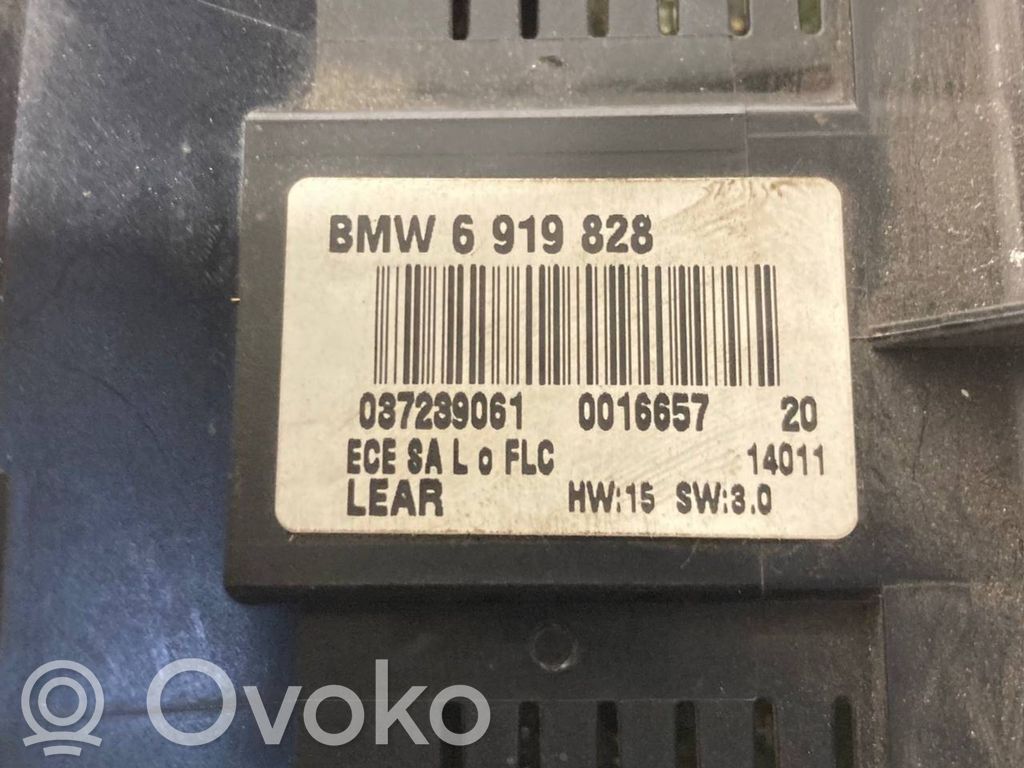 BMW 6 919 828
037239061 0016657 20
ECE SA L o FLC 14011
LEAR HW:15 SW:3.0
Ovoko